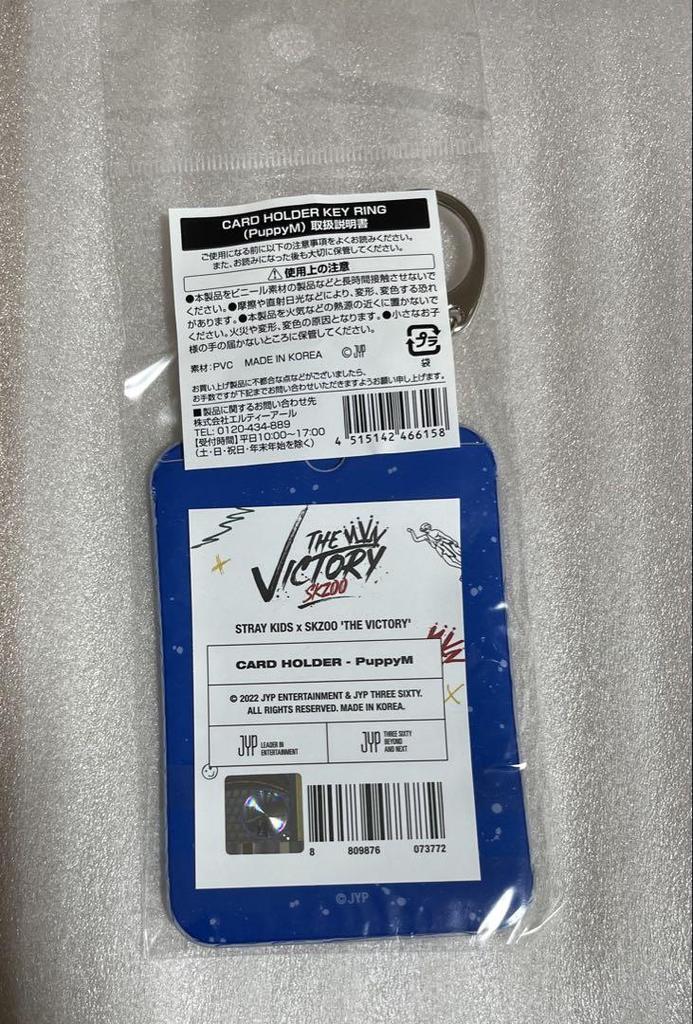 CARD HOLDER KEY RING
(PuppyM) 取扱説明書
ご使用になる前に以下の注意事項をよくお読みください。
また、お読みになった後も大切に保管してください。
⚠使用上の注意
●本製品をビニール素材の製品などと長時間接触させないで
ください。●摩擦や直射日光などにより、変形、変色する恐れ
があります。●本製品を火気などの熱源の近くに置かないで
ください。火災や変形、変色の原因となります。●小さなお子
様の手の届かないところに保管してください。
素材:PVC MADE IN KOREA ©JYP
プラ
袋
お買い上げ製品に不都合な点などがございましたら、
お手数ですが下記までお問い合わせいただきますようお願い申し上げます。
■製品に関するお問い合わせ先
株式会社エルティーアール
TEL: 0120-434-889
【受付時間】平日10:00〜17:00
(土・日・祝日・年末年始を除く)
4 515142 466158
THE
VICTORY
SKZOO
STRAY KIDS x SKZOO 'THE VICTORY'
CARD HOLDER - PuppyM
© 2022 JYP ENTERTAINMENT & JYP THREE SIXTY.
ALL RIGHTS RESERVED. MADE IN KOREA.
JYP LEADER IN ENTERTAINMENT
JYP THREE SIXTY BEYOND AND NEXT
8 809876 073772
©JYP